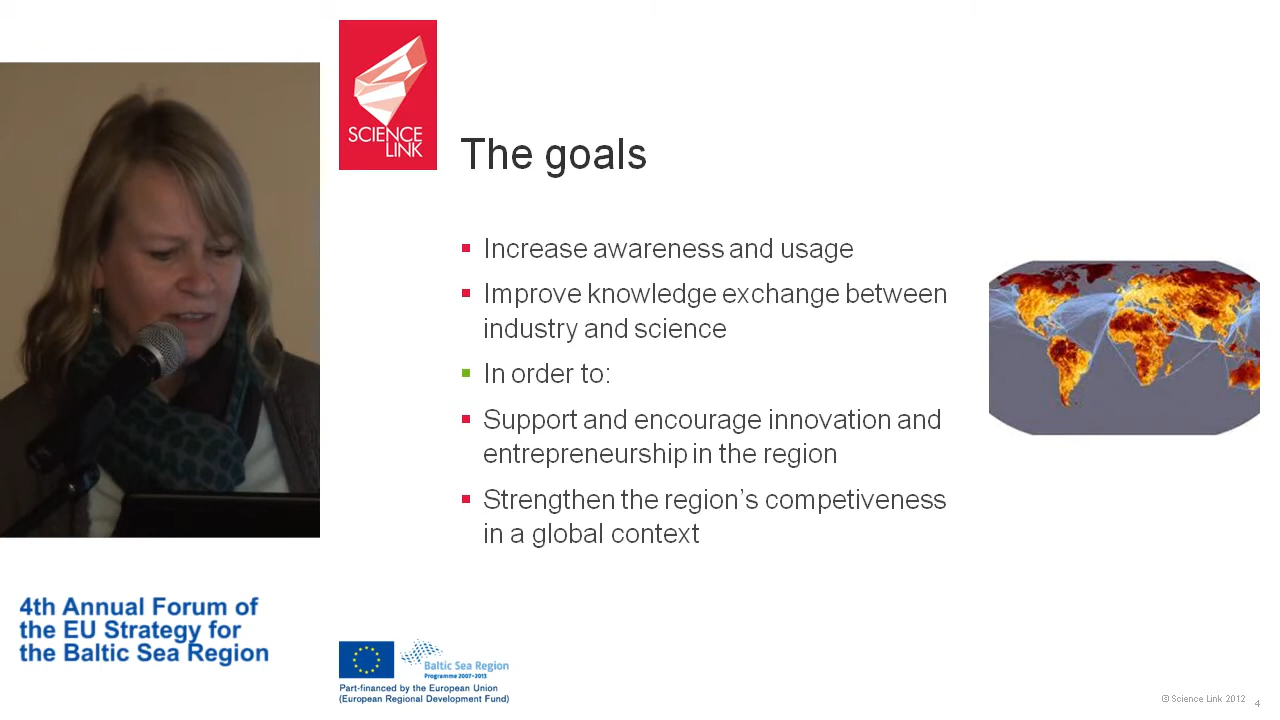 SCIENCE
LINK
The goals
Increase awareness and usage
Improve knowledge exchange between
industry and science
In order to:
Support and encourage innovation and
entrepreneurship in the region
Strengthen the region's competiveness
in a global context
4th Annual Forum of
the EU Strategy for
the Baltic Sea Region
Baltic Sea Region
Programme 2007-2013
Part-financed by the European Union
(European Regional Development Fund)
© Science Link 2012
4